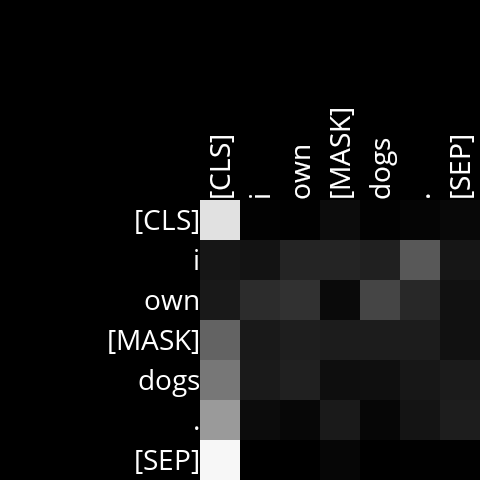 [CLS] i own [MASK] dogs . [SEP]
[CLS]
i
own
[MASK]
dogs
.
[SEP]